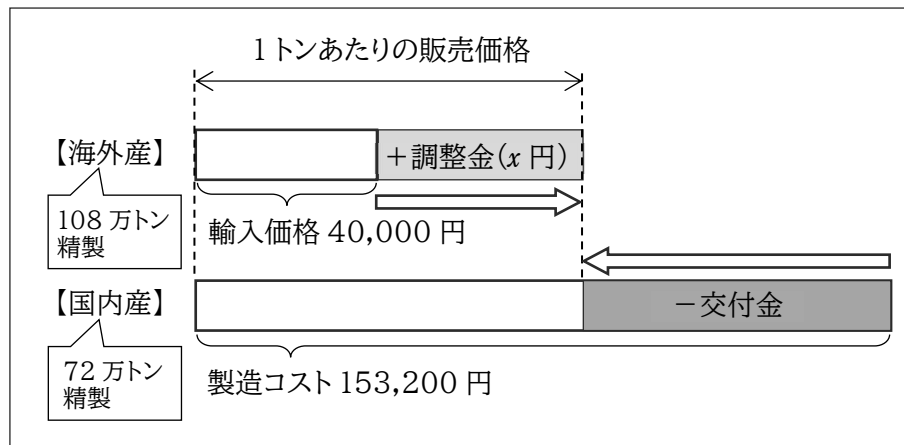 1トンあたりの販売価格
【海外産】
+調整金(x 円)
108 万トン
精製
輸入価格 40,000 円
【国内産】
−交付金
72 万トン
精製
製造コスト 153,200 円